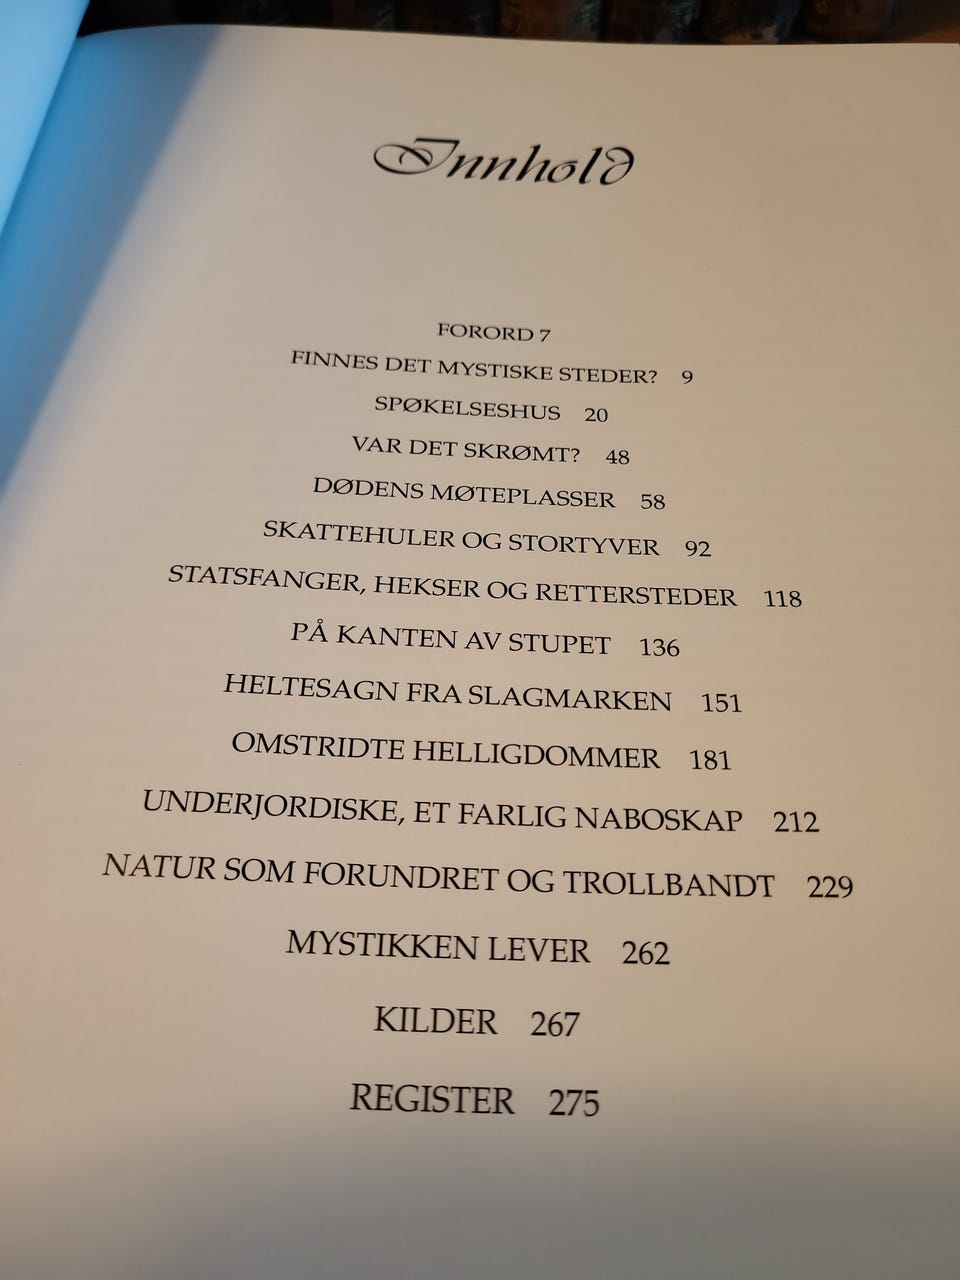 Innhold
FORORD 7
FINNES DET MYSTISKE STEDER? 9
SPØKELSESHUS 20
VAR DET SKRØMT? 48
DØDENS MØTEPLASSER 58
SKATTEHULER OG STORTYVER 92
STATSFANGER, HEKSER OG RETTERSTEDER 118
PÅ KANTEN AV STUPET 136
HELTESAGN FRA SLAGMARKEN 151
OMSTRIDTE HELLIGDOMMER 181
UNDERJORDISKE, ET FARLIG NABOSKAP 212
NATUR SOM FORUNDRET OG TROLLBANDT 229
MYSTIKKEN LEVER 262
KILDER 267
REGISTER 275